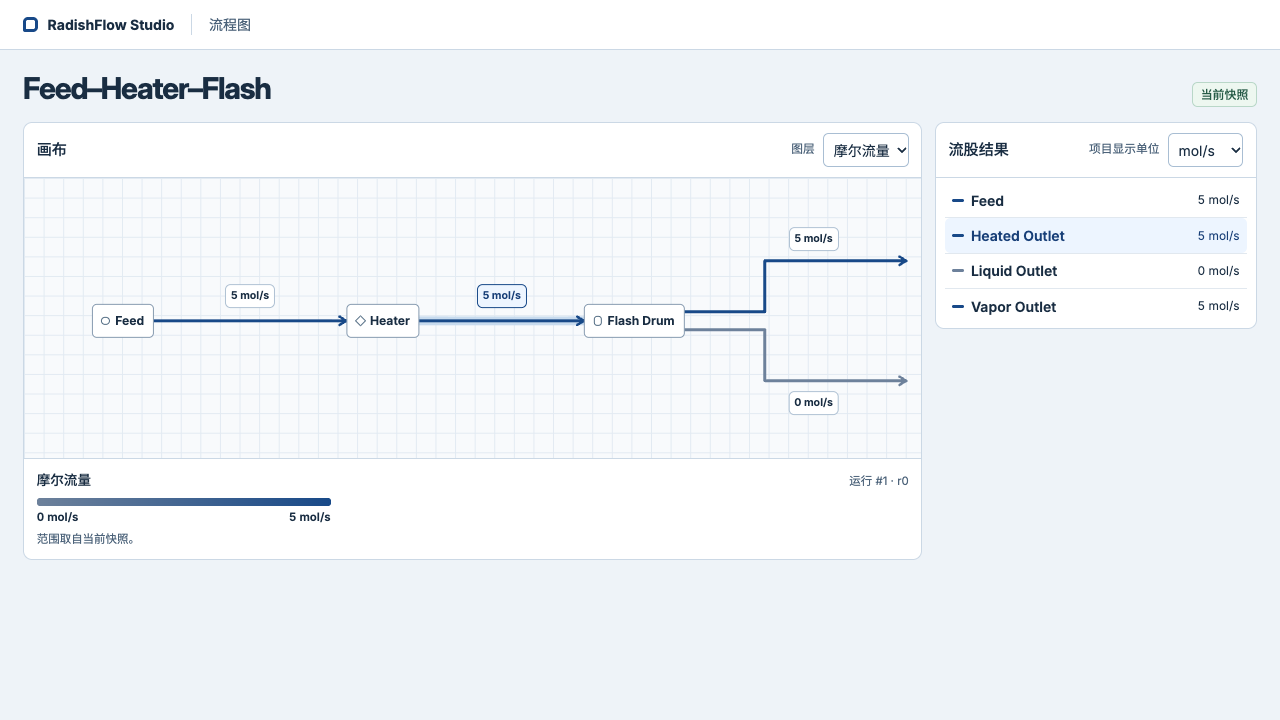 RadishFlow Studio
流程图
Feed–Heater–Flash
当前快照
画布
图层
摩尔流量
5 mol/s
5 mol/s
5 mol/s
Feed
Heater
Flash Drum
0 mol/s
摩尔流量
运行 #1 · r0
0 mol/s
5 mol/s
范围取自当前快照。
流股结果
项目显示单位
mol/s
Feed
5 mol/s
Heated Outlet
5 mol/s
Liquid Outlet
0 mol/s
Vapor Outlet
5 mol/s